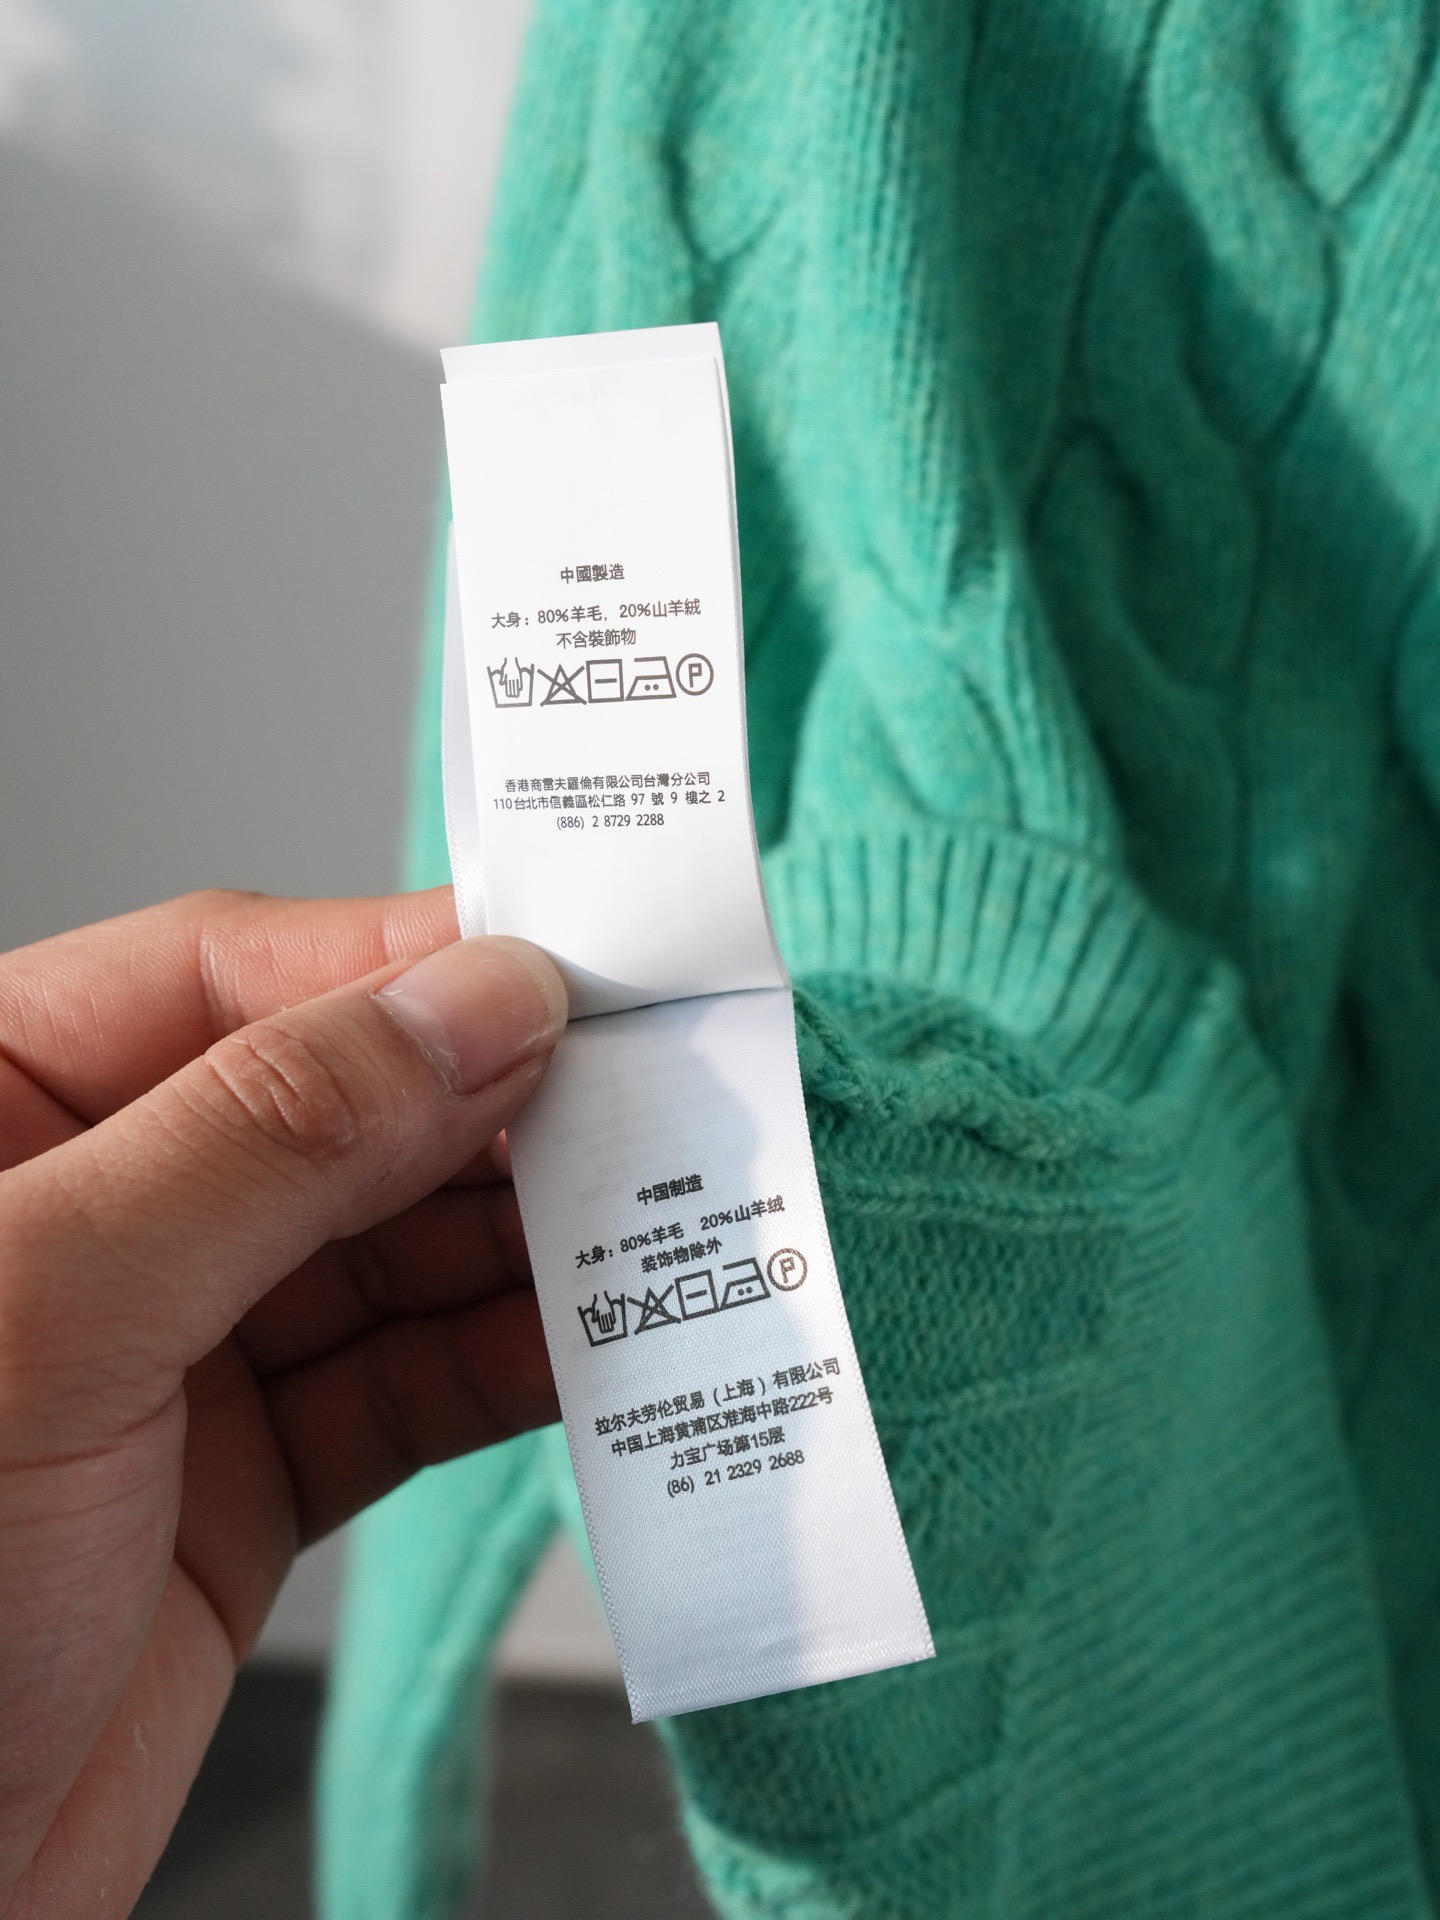 中國製造
大身：80%羊毛，20%山羊絨
不含裝飾物
P
香港商雷夫羅倫有限公司台灣分公司
110台北市信義區松仁路 97 號 9 樓之 2
(886) 2 8729 2288
中国制造
大身：80%羊毛 20%山羊绒
装饰物除外
P
拉尔夫劳伦贸易（上海）有限公司
中国上海黄浦区淮海中路222号
力宝广场第15层
(86) 21 2329 2688